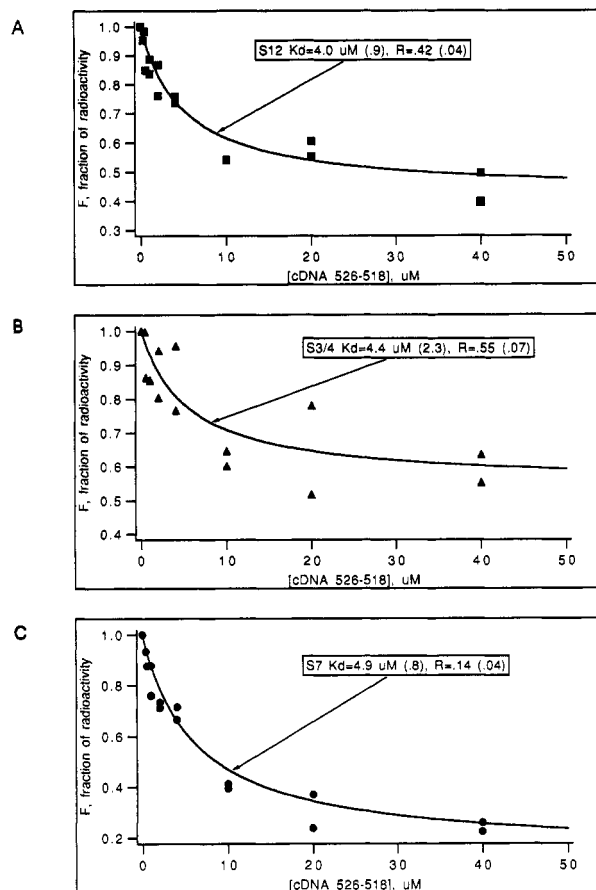 A
F, fraction of radioactivity
1.0
0.9
0.8
0.7
0.6
0.5
0.4
0.3
S12 Kd=4.0 uM (.9), R=.42 (.04)
0 10 20 30 40 50
[cDNA 526-518], uM
B
F, fraction of radioactivity
1.0
0.9
0.8
0.7
0.6
0.5
0.4
S3/4 Kd=4.4 uM (2.3), R=.55 (.07)
0 10 20 30 40 50
[cDNA 526-518], uM
C
F, fraction of radioactivity
1.0
0.8
0.6
0.4
0.2
S7 Kd=4.9 uM (.8), R=.14 (.04)
0 10 20 30 40 50
[cDNA 526-518], uM